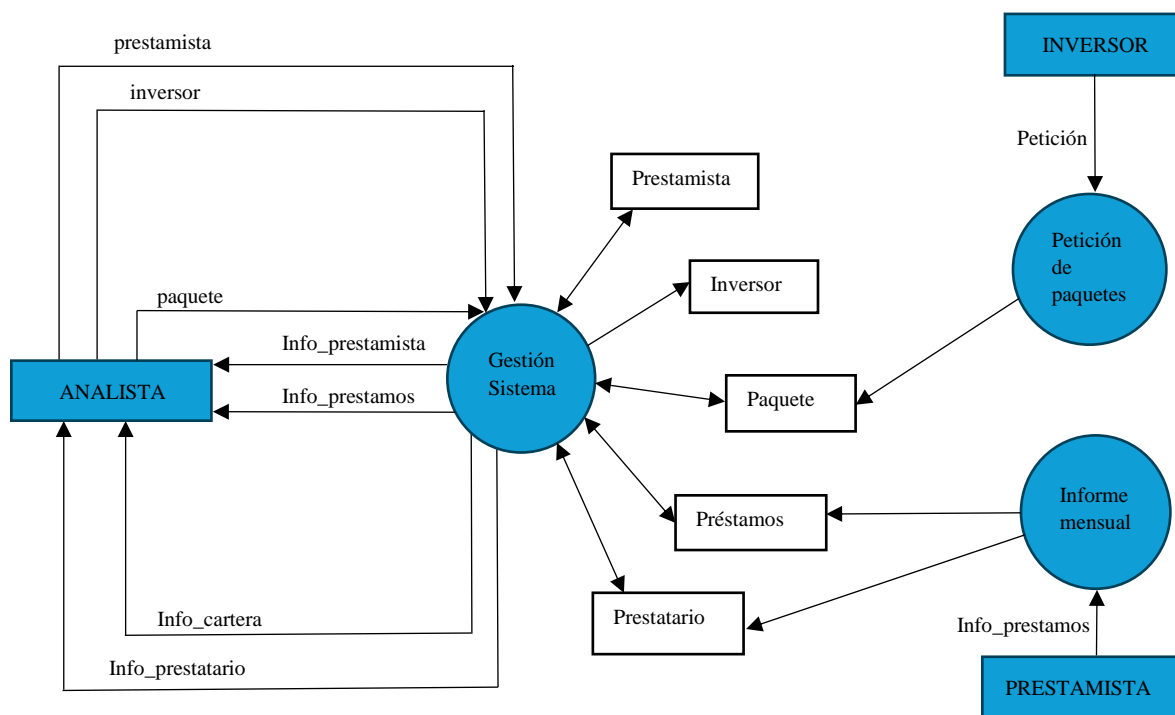 prestamista
INVERSOR
inversor
Petición
Prestamista
Petición
de
paquetes
Inversor
paquete
Info_prestamista
Gestión
Sistema
ANALISTA
Info_prestamos
Paquete
Informe
mensual
Préstamos
Prestatario
Info_cartera
Info_prestamos
Info_prestatario
PRESTAMISTA